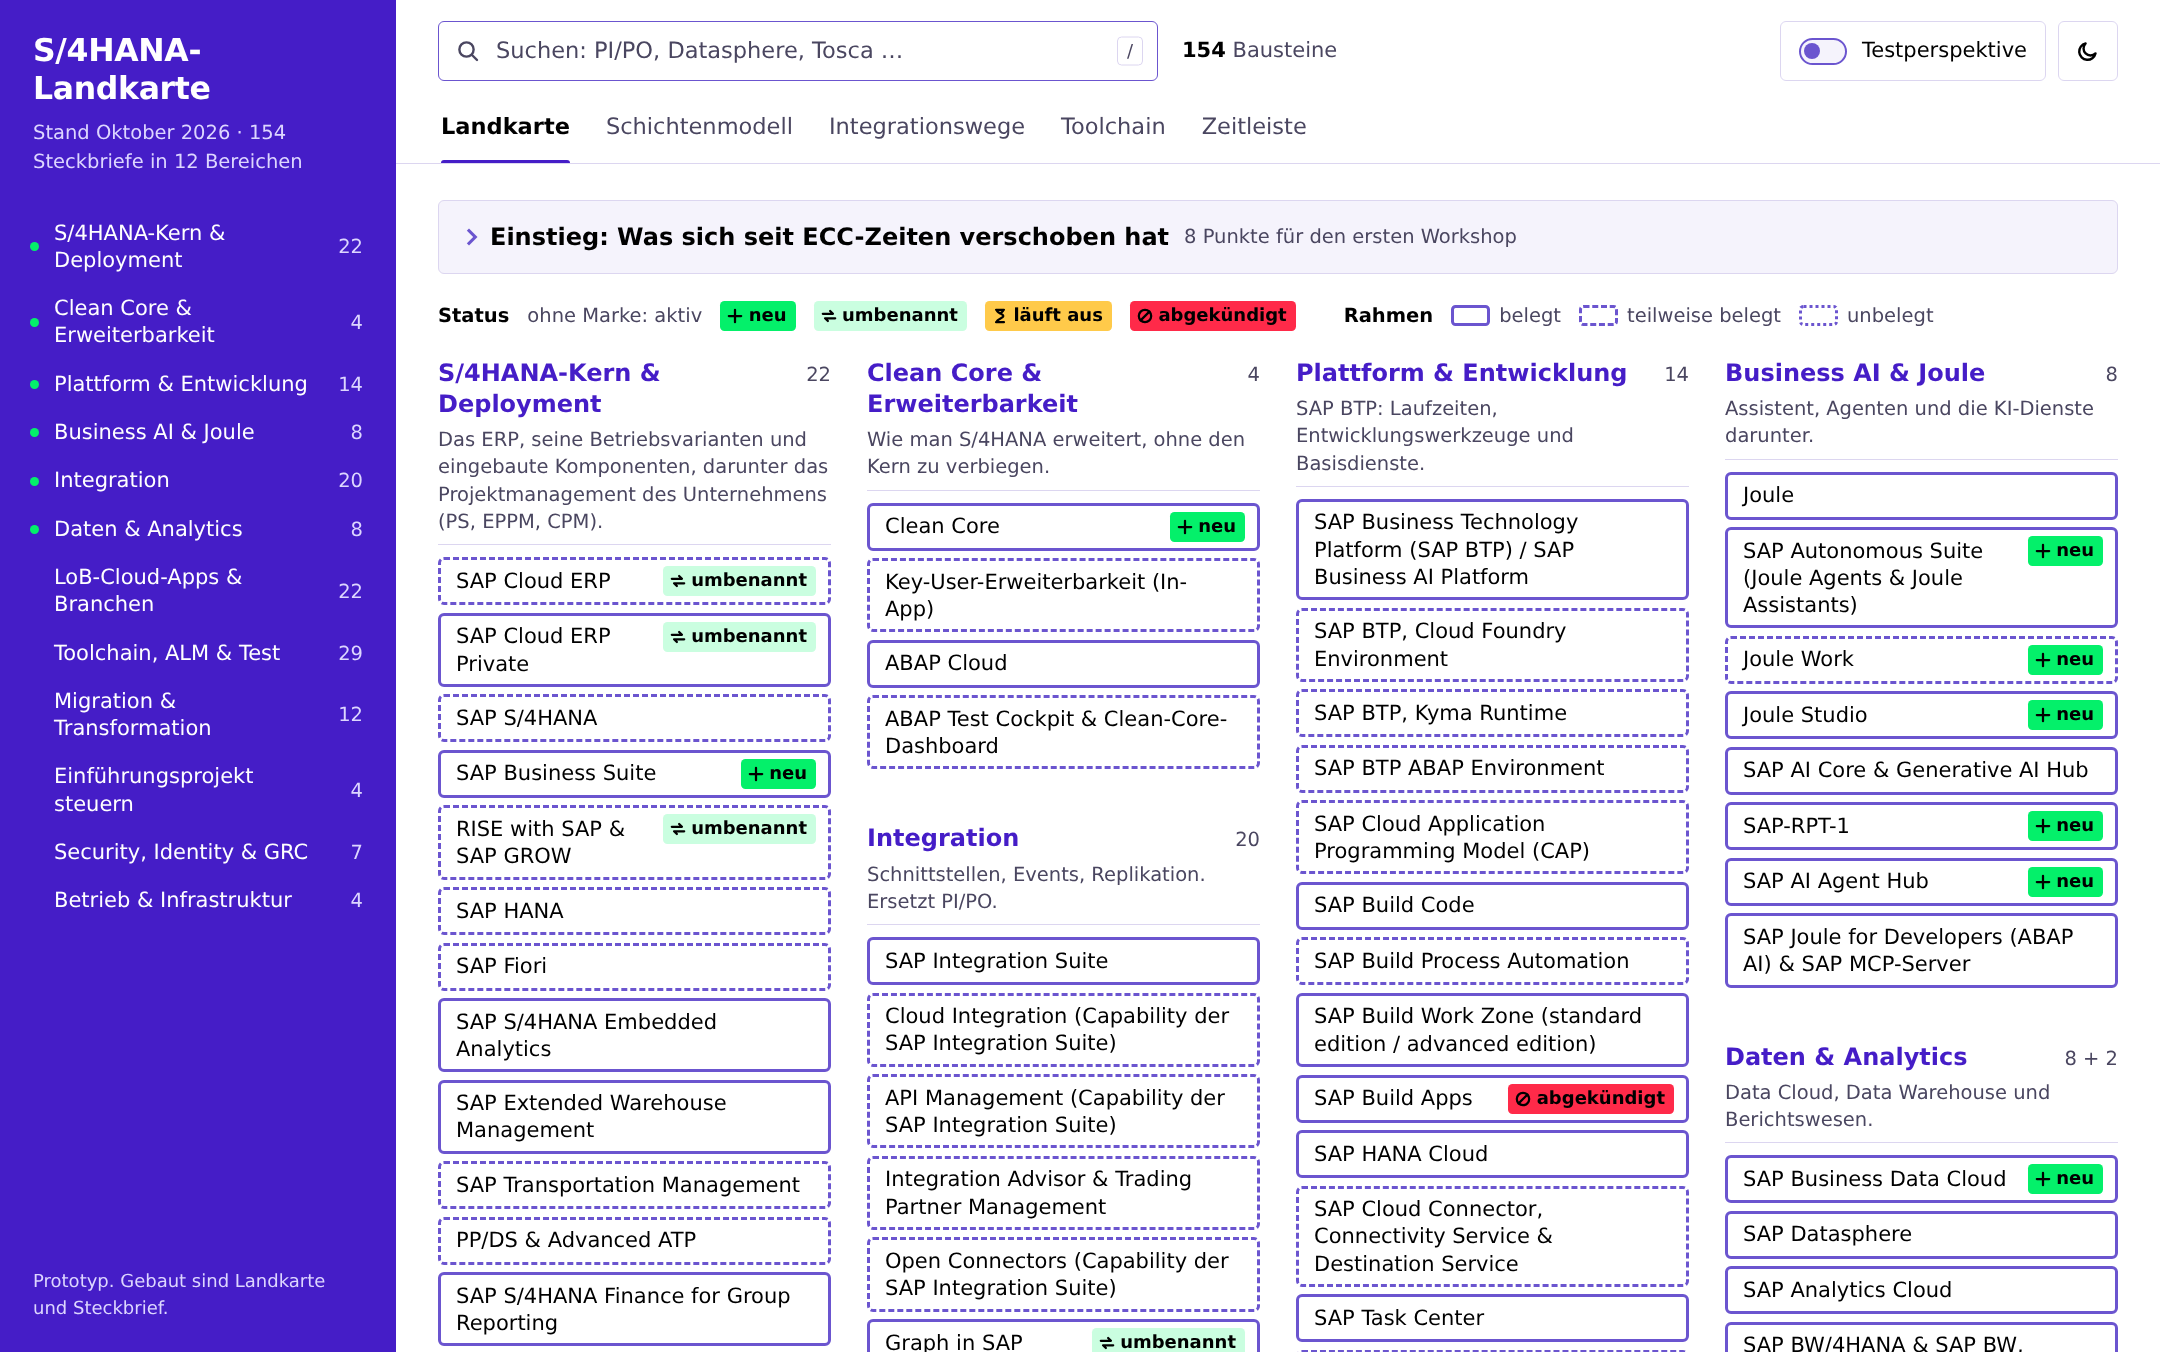 S/4HANA-
Landkarte
Stand Oktober 2026 · 154
Steckbriefe in 12 Bereichen
S/4HANA-Kern &
Deployment
22
Clean Core &
Erweiterbarkeit
4
Plattform & Entwicklung 14
Business AI & Joule 8
Integration 20
Daten & Analytics 8
LoB-Cloud-Apps &
Branchen
22
Toolchain, ALM & Test 29
Migration &
Transformation
12
Einführungsprojekt
steuern
4
Security, Identity & GRC 7
Betrieb & Infrastruktur 4
Prototyp. Gebaut sind Landkarte
und Steckbrief.
Suchen: PI/PO, Datasphere, Tosca … /
154 Bausteine
Testperspektive
Landkarte Schichtenmodell Integrationswege Toolchain Zeitleiste
Einstieg: Was sich seit ECC-Zeiten verschoben hat 8 Punkte für den ersten Workshop
Status ohne Marke: aktiv neu umbenannt läuft aus abgekündigt Rahmen belegt teilweise belegt unbelegt
S/4HANA-Kern &
Deployment
22
Das ERP, seine Betriebsvarianten und
eingebaute Komponenten, darunter das
Projektmanagement des Unternehmens
(PS, EPPM, CPM).
SAP Cloud ERP umbenannt
SAP Cloud ERP
Private
umbenannt
SAP S/4HANA
SAP Business Suite neu
RISE with SAP &
SAP GROW
umbenannt
SAP HANA
SAP Fiori
SAP S/4HANA Embedded
Analytics
SAP Extended Warehouse
Management
SAP Transportation Management
PP/DS & Advanced ATP
SAP S/4HANA Finance for Group
Reporting
Clean Core &
Erweiterbarkeit
4
Wie man S/4HANA erweitert, ohne den
Kern zu verbiegen.
Clean Core neu
Key-User-Erweiterbarkeit (In-
App)
ABAP Cloud
ABAP Test Cockpit & Clean-Core-
Dashboard
Integration 20
Schnittstellen, Events, Replikation.
Ersetzt PI/PO.
SAP Integration Suite
Cloud Integration (Capability der
SAP Integration Suite)
API Management (Capability der
SAP Integration Suite)
Integration Advisor & Trading
Partner Management
Open Connectors (Capability der
SAP Integration Suite)
Graph in SAP umbenannt
Plattform & Entwicklung 14
SAP BTP: Laufzeiten,
Entwicklungswerkzeuge und
Basisdienste.
SAP Business Technology
Platform (SAP BTP) / SAP
Business AI Platform
SAP BTP, Cloud Foundry
Environment
SAP BTP, Kyma Runtime
SAP BTP ABAP Environment
SAP Cloud Application
Programming Model (CAP)
SAP Build Code
SAP Build Process Automation
SAP Build Work Zone (standard
edition / advanced edition)
SAP Build Apps abgekündigt
SAP HANA Cloud
SAP Cloud Connector,
Connectivity Service &
Destination Service
SAP Task Center
Business AI & Joule 8
Assistent, Agenten und die KI-Dienste
darunter.
Joule
SAP Autonomous Suite
(Joule Agents & Joule
Assistants)
neu
Joule Work neu
Joule Studio neu
SAP AI Core & Generative AI Hub
SAP-RPT-1 neu
SAP AI Agent Hub neu
SAP Joule for Developers (ABAP
AI) & SAP MCP-Server
Daten & Analytics 8 + 2
Data Cloud, Data Warehouse und
Berichtswesen.
SAP Business Data Cloud neu
SAP Datasphere
SAP Analytics Cloud
SAP BW/4HANA & SAP BW,